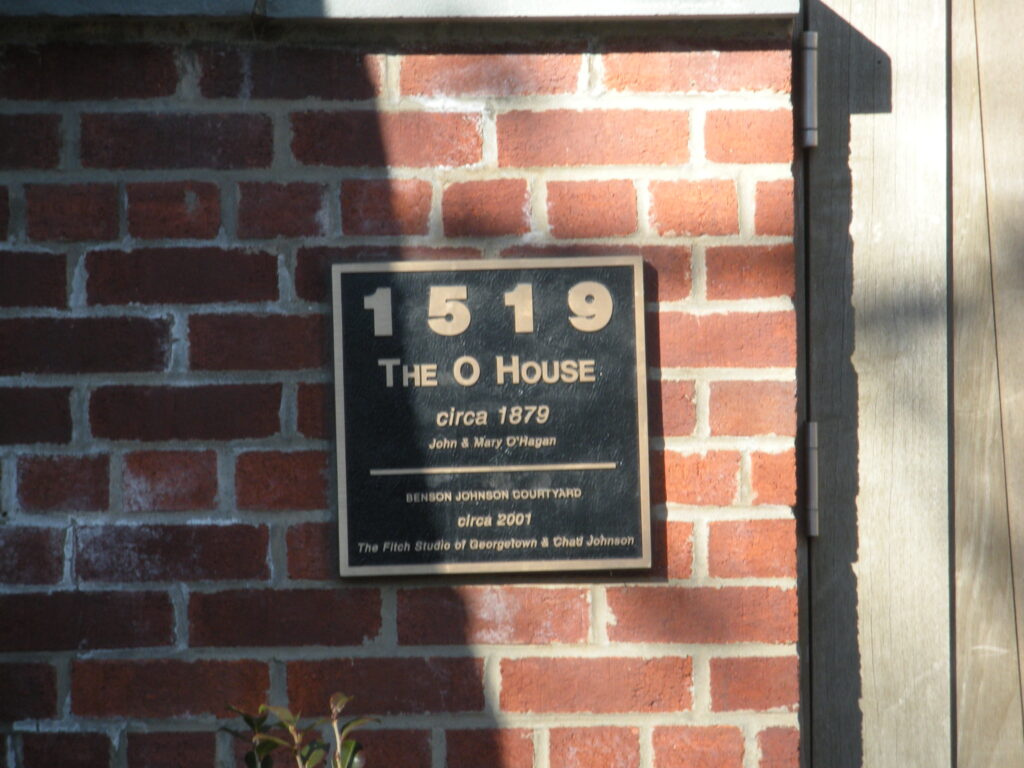 1519
THE O HOUSE
circa 1879
John & Mary O'Hagan
BENSON JOHNSON COURTYARD
circa 2001
The Fitch Studio of Georgetown & Chad Johnson